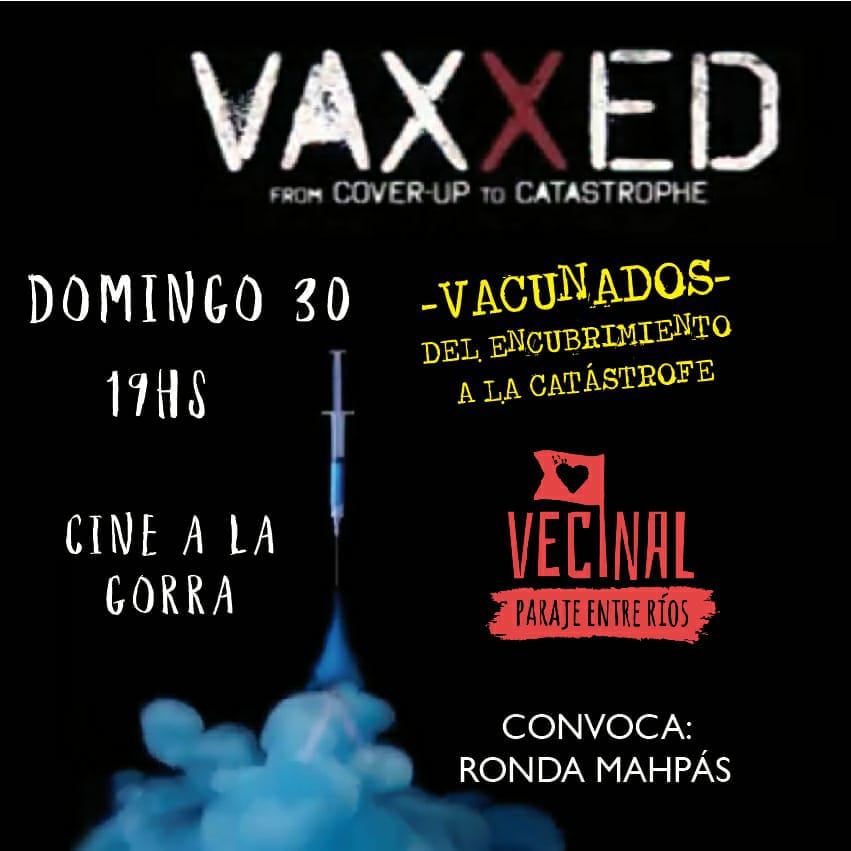 VAXXED
FROM COVER-UP TO CATASTROPHE
DOMINGO 30
19HS
CINE A LA
GORRA
-VACUNADOS-
DEL ENCUBRIMIENTO
A LA CATÁSTROFE
VECINAL
PARAJE ENTRE RÍOS
CONVOCA:
RONDA MAHPÁS